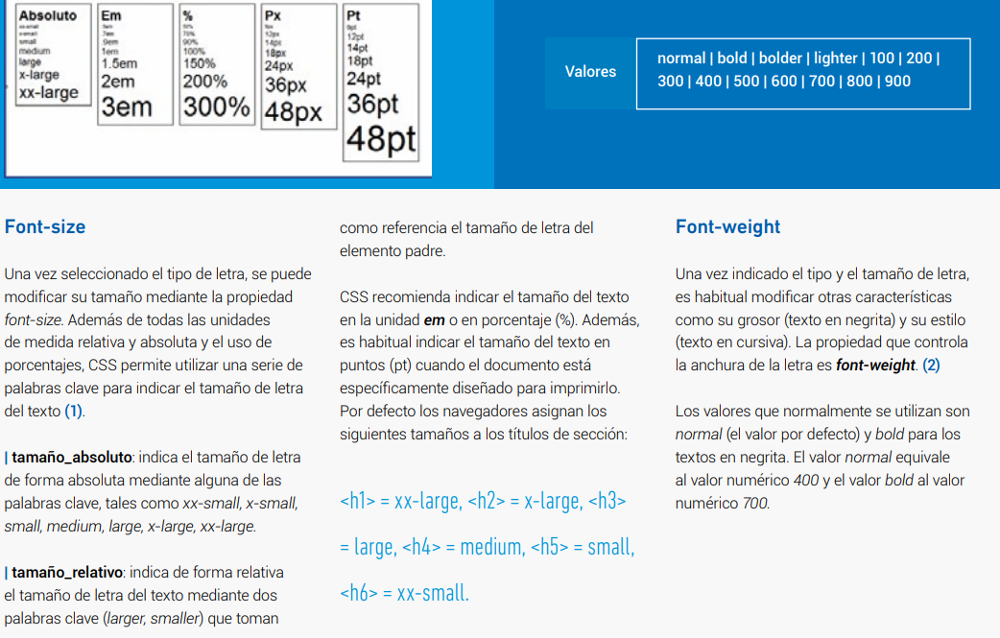 Absoluto
xx-small
x-small
small
medium
large
x-large
xx-large
Em
.7em
.9em
1em
1.5em
2em
3em
%
70%
90%
100%
150%
200%
300%
Px
12px
14px
18px
24px
36px
48px
Pt
9pt
12pt
14pt
18pt
24pt
36pt
48pt
Valores
normal | bold | bolder | lighter | 100 | 200 |
300 | 400 | 500 | 600 | 700 | 800 | 900
Font-size
Una vez seleccionado el tipo de letra, se puede
modificar su tamaño mediante la propiedad
font-size. Además de todas las unidades
de medida relativa y absoluta y el uso de
porcentajes, CSS permite utilizar una serie de
palabras clave para indicar el tamaño de letra
del texto (1).
| tamaño_absoluto: indica el tamaño de letra
de forma absoluta mediante alguna de las
palabras clave, tales como xx-small, x-small,
small, medium, large, x-large, xx-large.
| tamaño_relativo: indica de forma relativa
el tamaño de letra del texto mediante dos
palabras clave (larger, smaller) que toman
como referencia el tamaño de letra del
elemento padre.
CSS recomienda indicar el tamaño del texto
en la unidad em o en porcentaje (%). Además,
es habitual indicar el tamaño del texto en
puntos (pt) cuando el documento está
específicamente diseñado para imprimirlo.
Por defecto los navegadores asignan los
siguientes tamaños a los títulos de sección:
<h1> = xx-large, <h2> = x-large, <h3>
= large, <h4> = medium, <h5> = small,
<h6> = xx-small.
Font-weight
Una vez indicado el tipo y el tamaño de letra,
es habitual modificar otras características
como su grosor (texto en negrita) y su estilo
(texto en cursiva). La propiedad que controla
la anchura de la letra es font-weight. (2)
Los valores que normalmente se utilizan son
normal (el valor por defecto) y bold para los
textos en negrita. El valor normal equivale
al valor numérico 400 y el valor bold al valor
numérico 700.